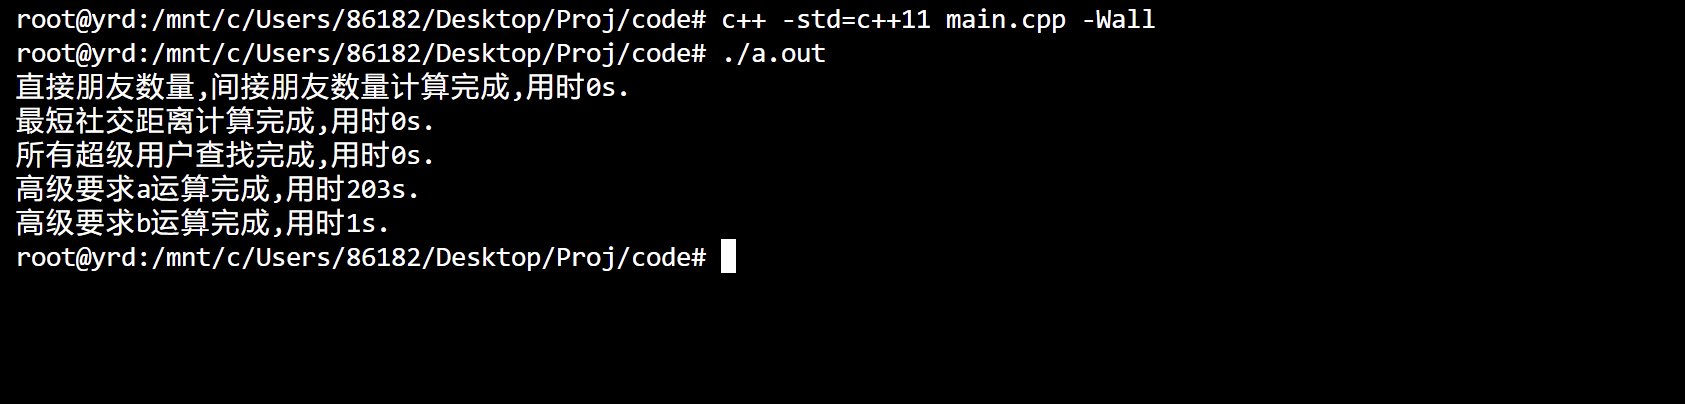 root@yrd:/mnt/c/Users/86182/Desktop/Proj/code# c++ -std=c++11 main.cpp -Wall
root@yrd:/mnt/c/Users/86182/Desktop/Proj/code# ./a.out
直接朋友数量,间接朋友数量计算完成,用时0s.
最短社交距离计算完成,用时0s.
所有超级用户查找完成,用时0s.
高级要求a运算完成,用时203s.
高级要求b运算完成,用时1s.
root@yrd:/mnt/c/Users/86182/Desktop/Proj/code#